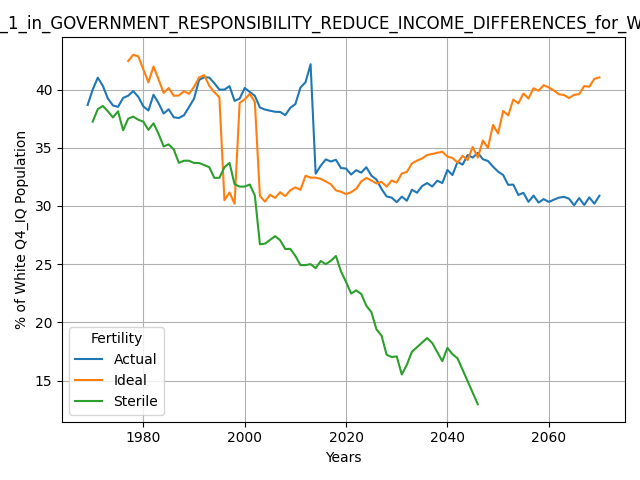 _1_in_GOVERNMENT_RESPONSIBILITY_REDUCE_INCOME_DIFFERENCES_for_W
% of White Q4_IQ Population
40
35
30
25
20
15
Fertility
Actual
Ideal
Sterile
1980 2000 2020 2040 2060
Years